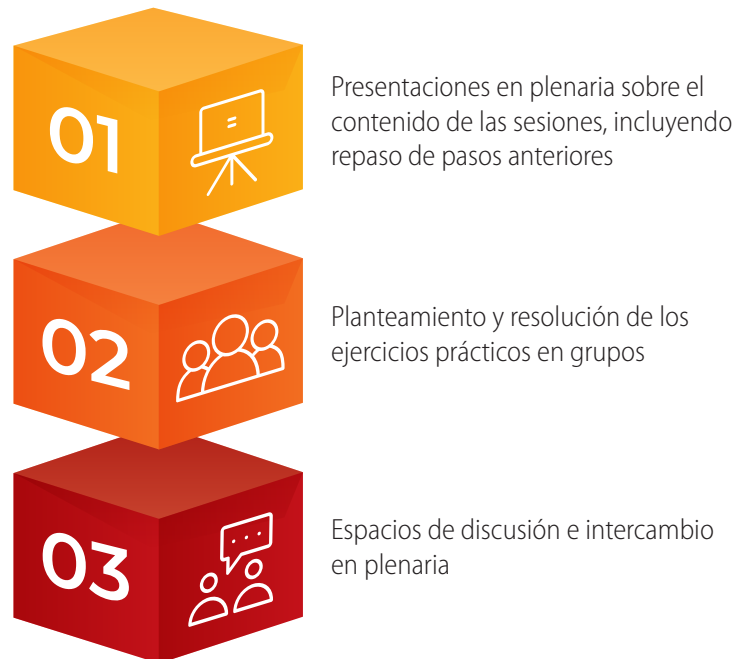 01
Presentaciones en plenaria sobre el
contenido de las sesiones, incluyendo
repaso de pasos anteriores
02
Planteamiento y resolución de los
ejercicios prácticos en grupos
03
Espacios de discusión e intercambio
en plenaria